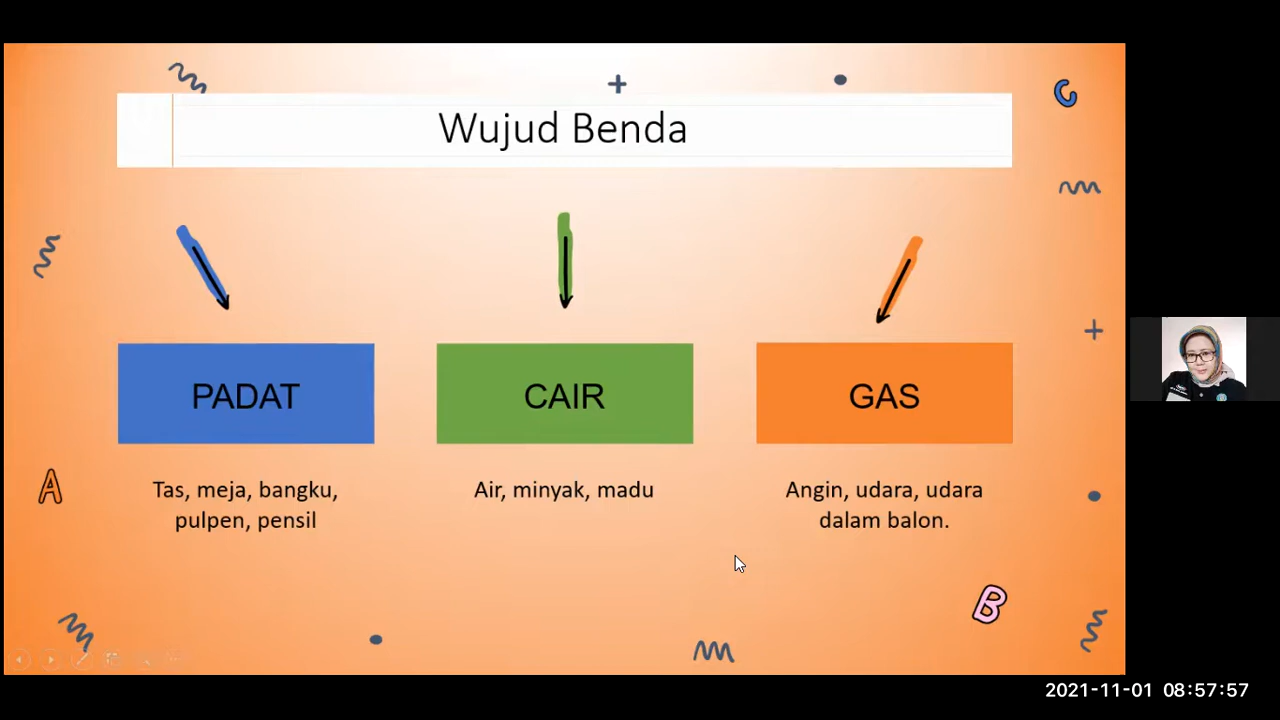 Wujud Benda
C
PADAT
CAIR
GAS
Tas, meja, bangku,
pulpen, pensil
Air, minyak, madu
Angin, udara, udara
dalam balon.
A
B
2021-11-01 08:57:57